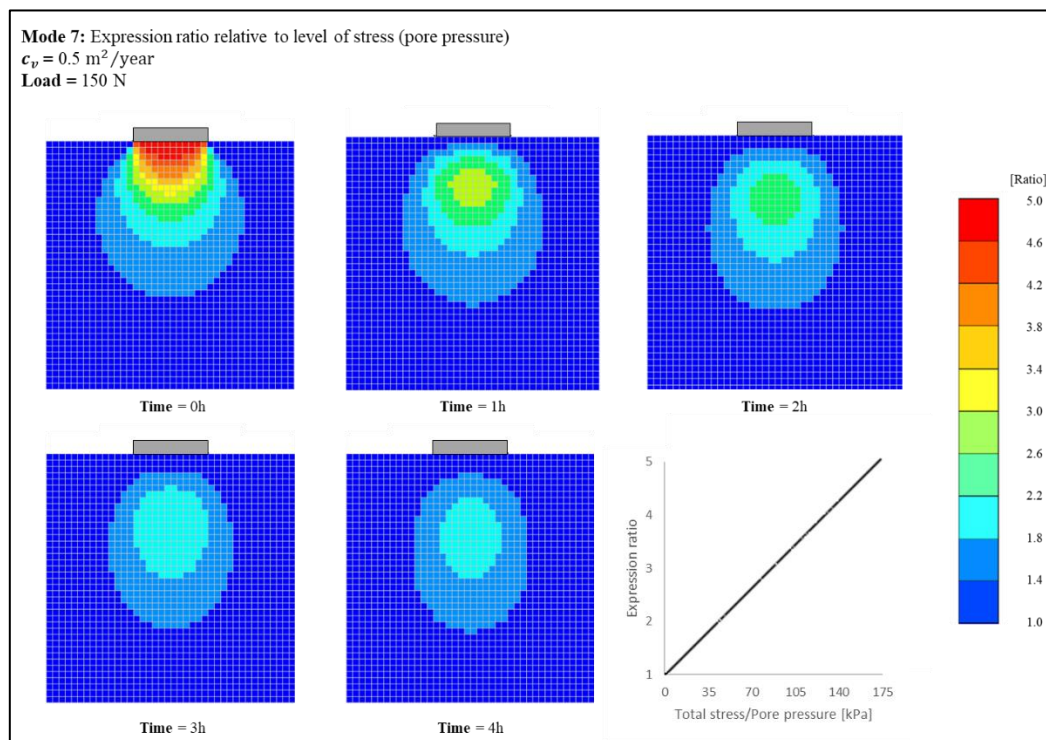 Mode 7: Expression ratio relative to level of stress (pore pressure)
cᵥ = 0.5 m²/year
Load = 150 N
Time = 0h
Time = 1h
Time = 2h
[Ratio]
5.0
4.6
4.2
3.8
3.4
3.0
2.6
2.2
1.8
1.4
1.0
Time = 3h
Time = 4h
Expression ratio
5
4
3
2
1
0 35 70 105 140 175
Total stress/Pore pressure [kPa]